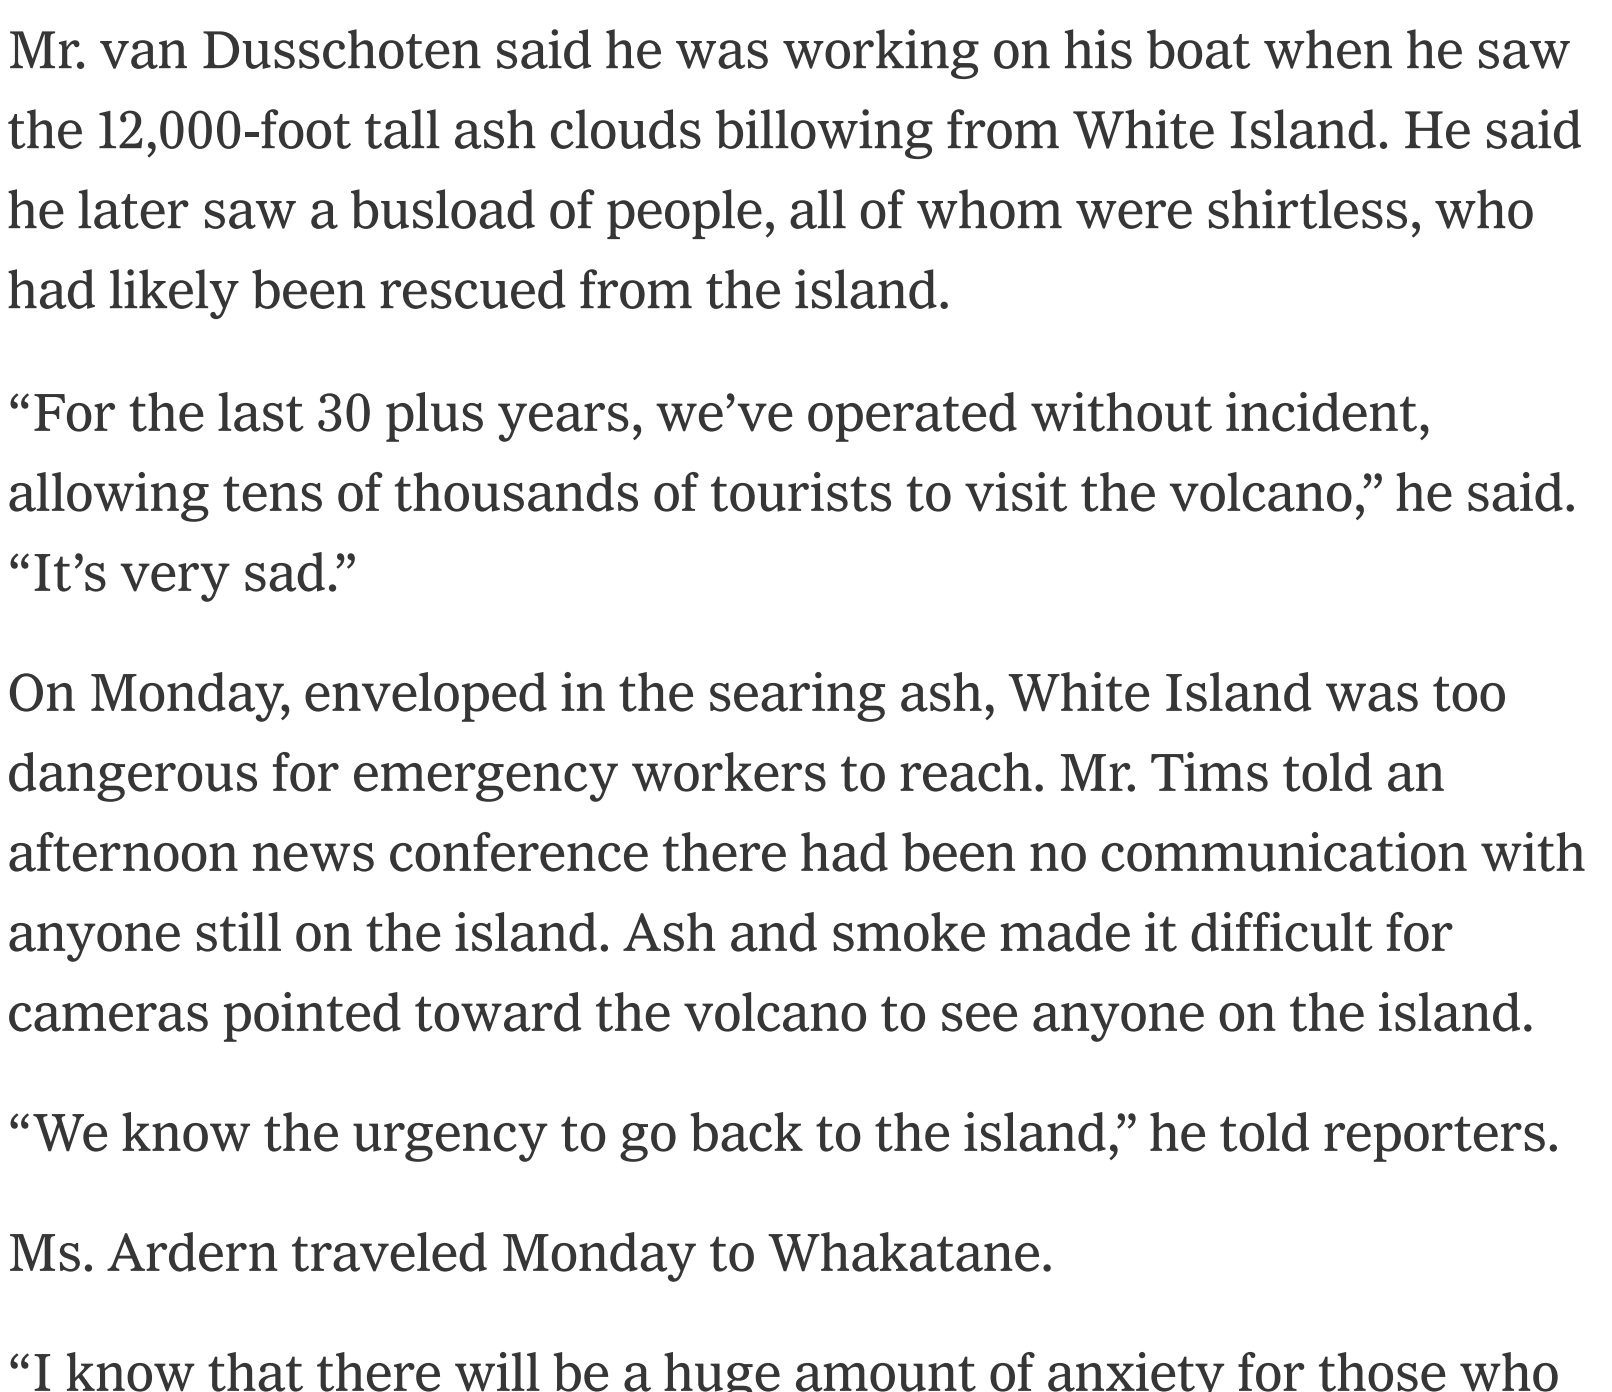 Mr. van Dusschoten said he was working on his boat when he saw
the 12,000-foot tall ash clouds billowing from White Island. He said
he later saw a busload of people, all of whom were shirtless, who
had likely been rescued from the island.
“For the last 30 plus years, we’ve operated without incident,
allowing tens of thousands of tourists to visit the volcano,” he said.
“It’s very sad.”
On Monday, enveloped in the searing ash, White Island was too
dangerous for emergency workers to reach. Mr. Tims told an
afternoon news conference there had been no communication with
anyone still on the island. Ash and smoke made it difficult for
cameras pointed toward the volcano to see anyone on the island.
“We know the urgency to go back to the island,” he told reporters.
Ms. Ardern traveled Monday to Whakatane.
“I know that there will be a huge amount of anxiety for those who